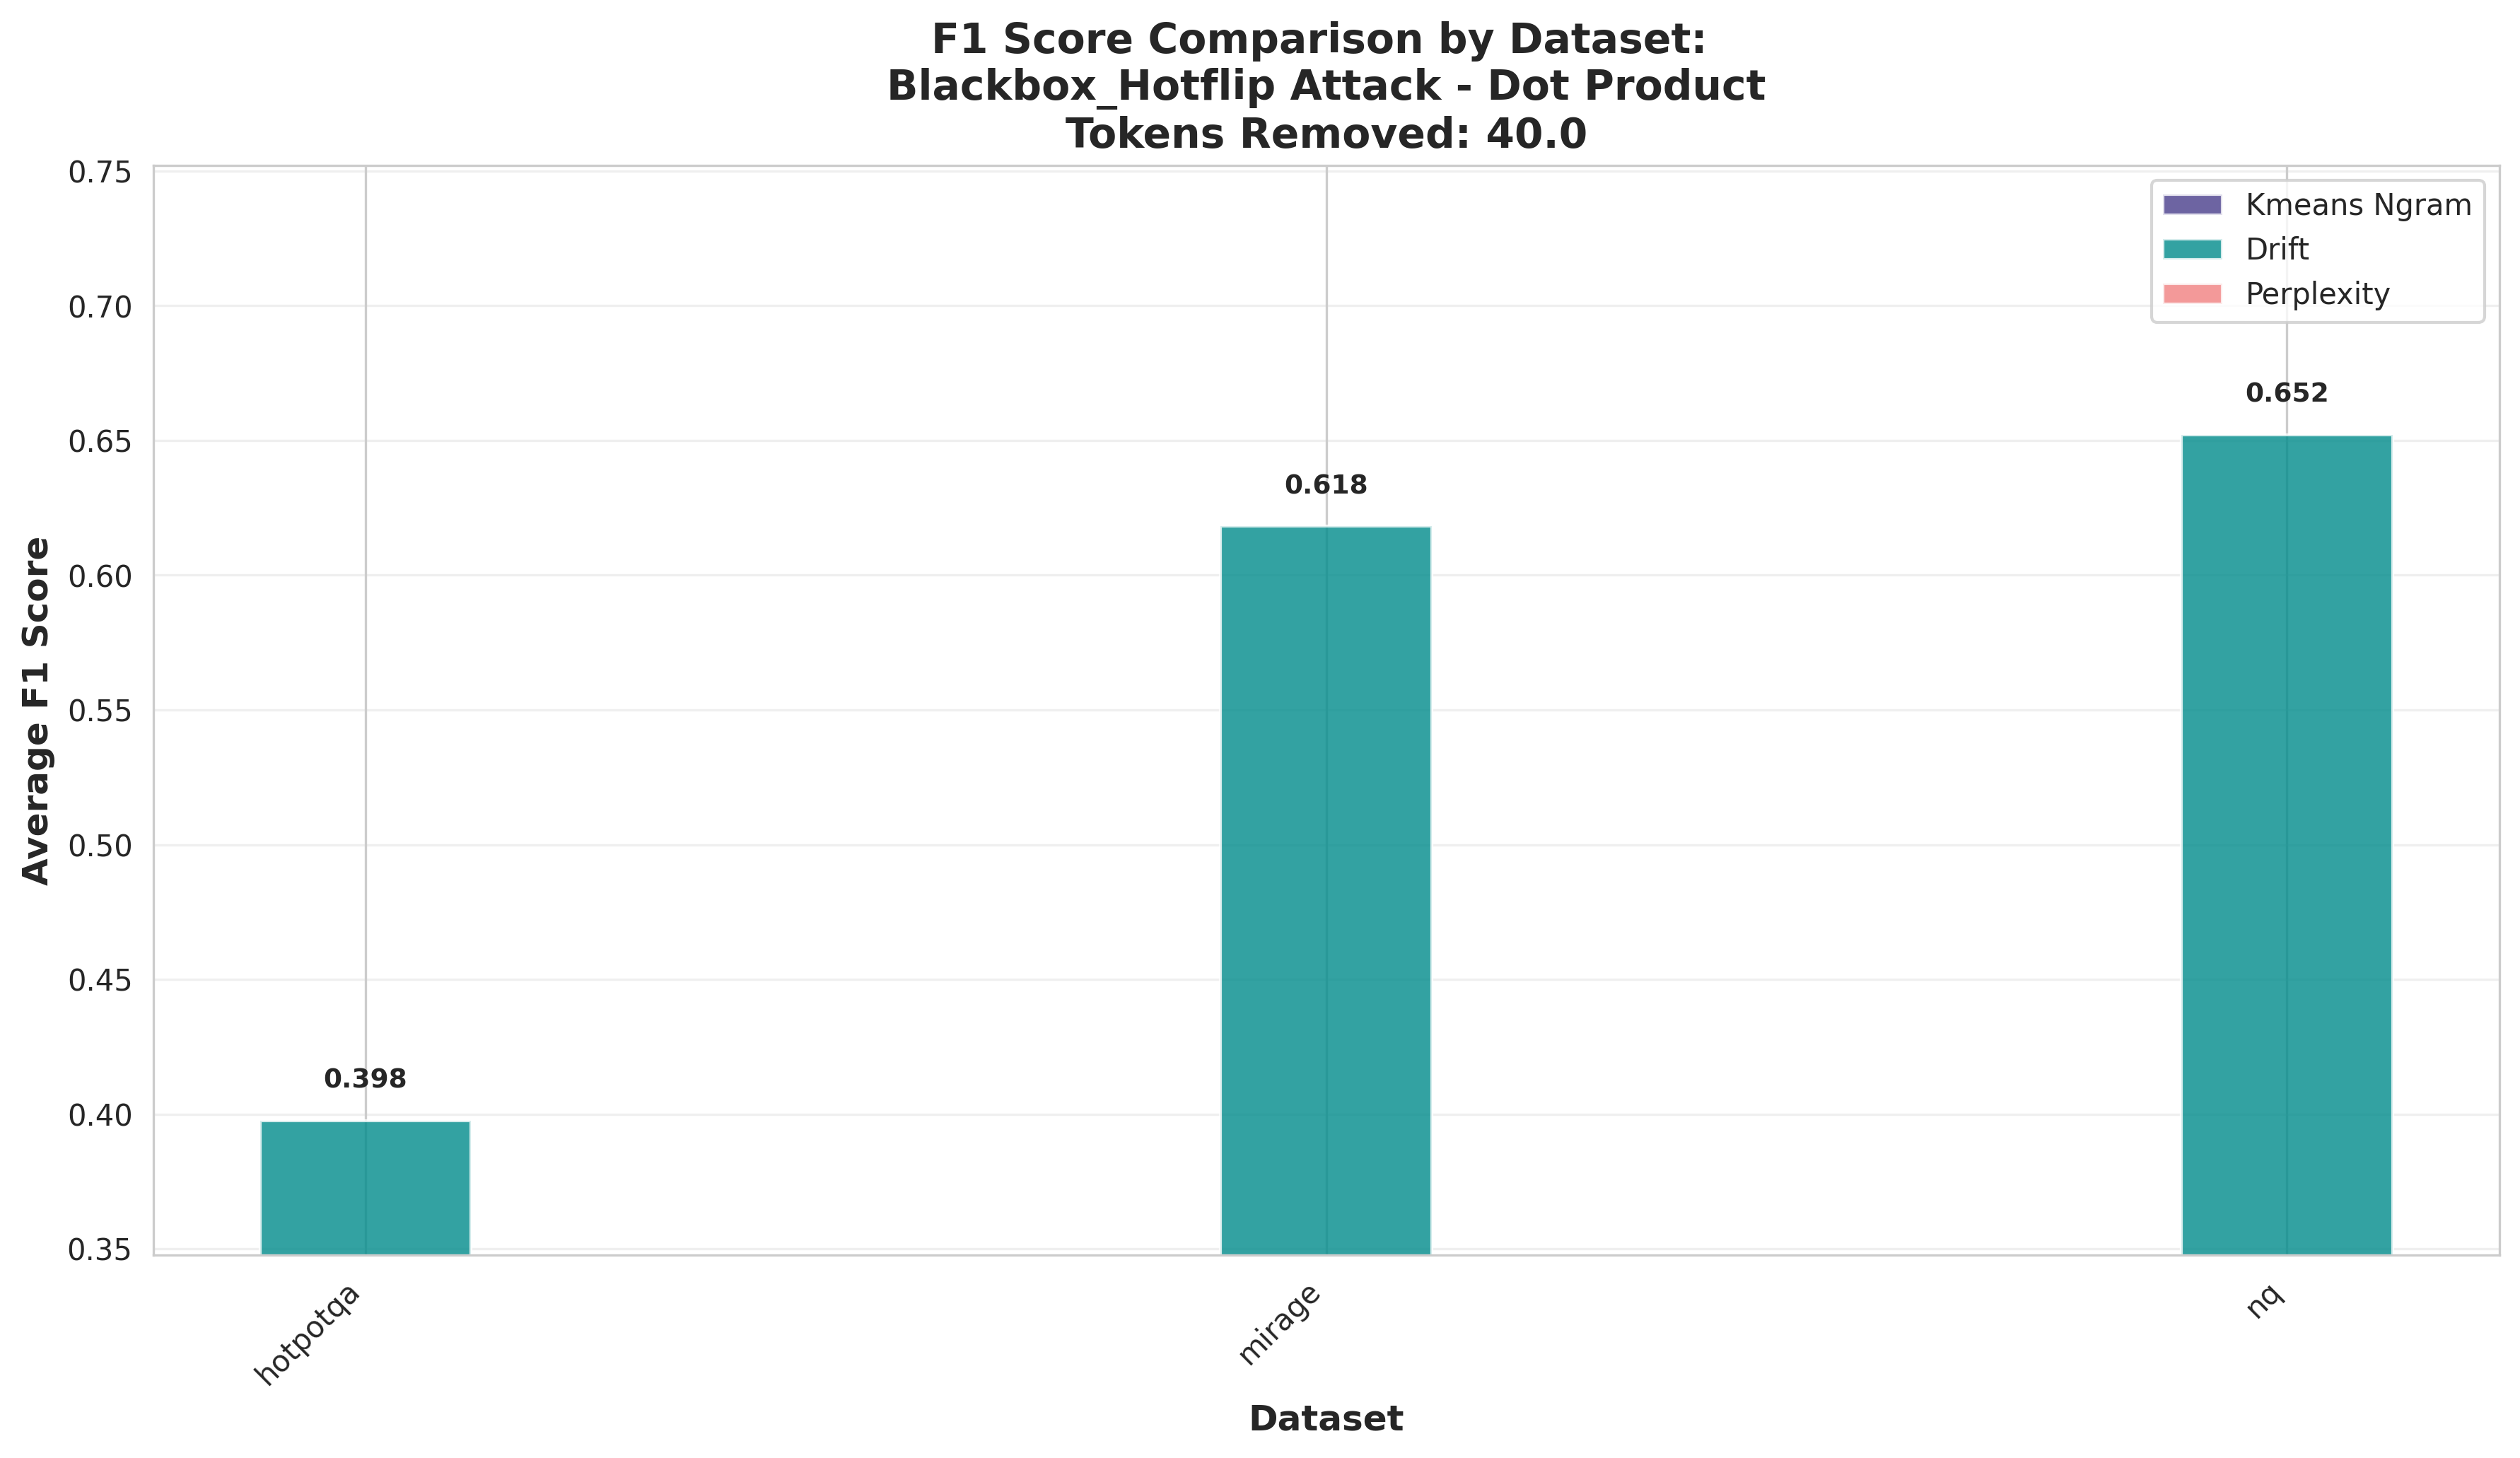 F1 Score Comparison by Dataset:
Blackbox_Hotflip Attack - Dot Product
Tokens Removed: 40.0
0.75
0.70
0.65
0.60
0.55
0.50
0.45
0.40
0.35
Average F1 Score
Kmeans Ngram
Drift
Perplexity
0.398
0.618
0.652
hotpotqa
mirage
nq
Dataset